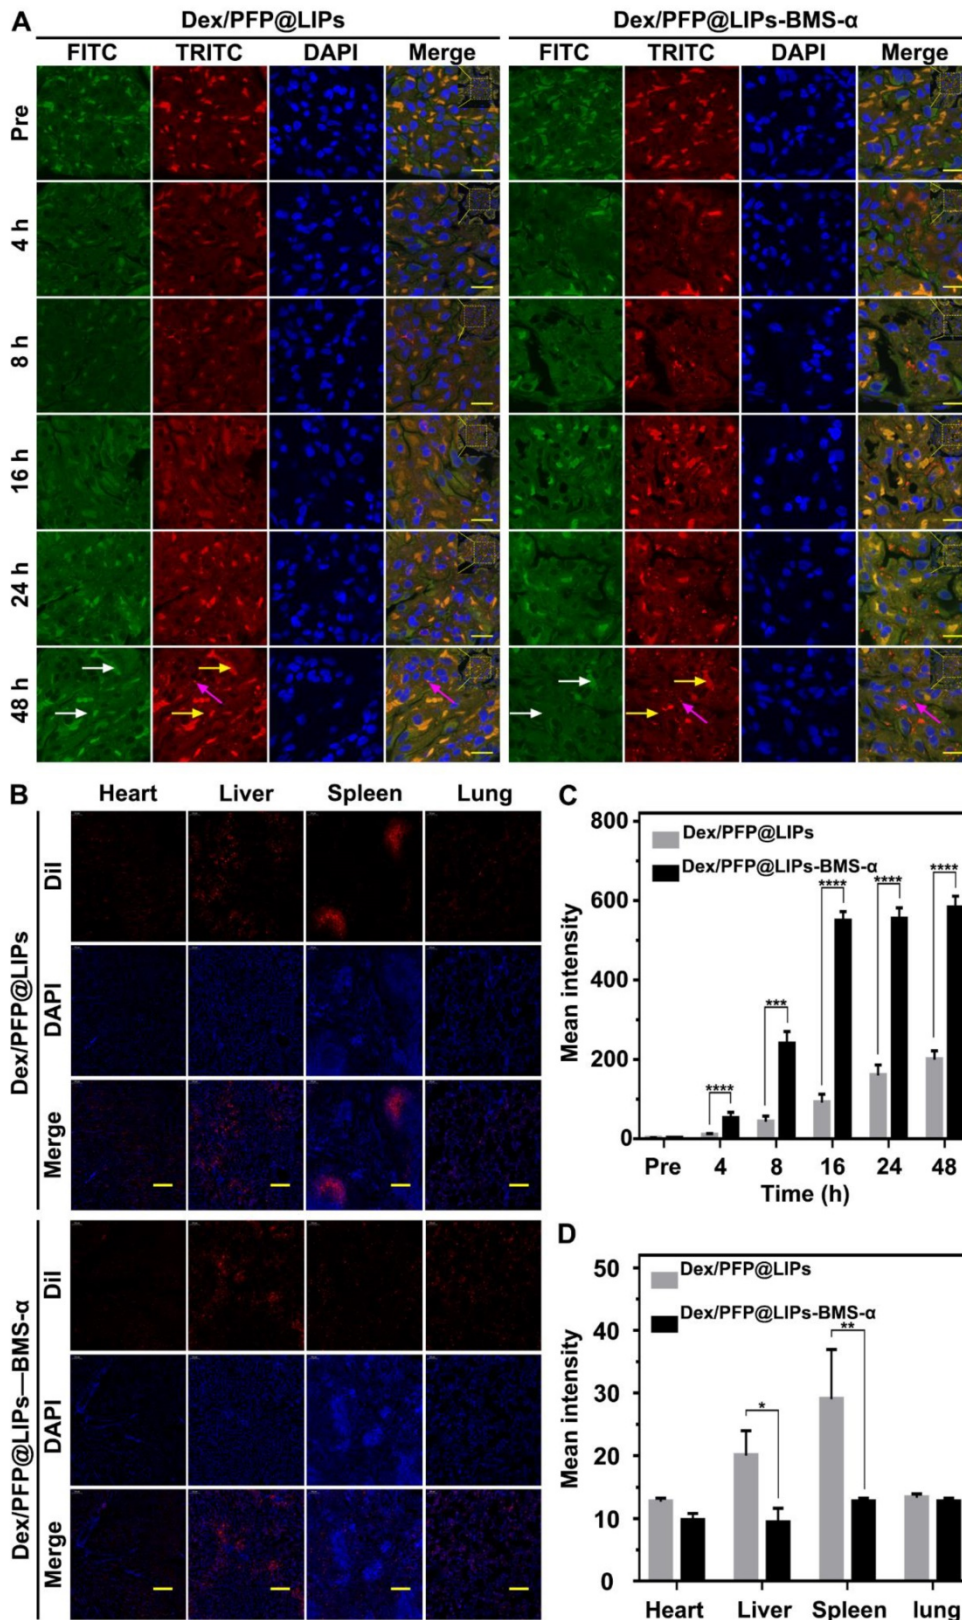 A
Dex/PFP@LIPs
Dex/PFP@LIPs-BMS-α
FITC TRITC DAPI Merge FITC TRITC DAPI Merge
Pre
4 h
8 h
16 h
24 h
48 h
B
Heart Liver Spleen Lung
Dex/PFP@LIPs
DiI
DAPI
Merge
Dex/PFP@LIPs—BMS-α
DiI
DAPI
Merge
C
Dex/PFP@LIPs
Dex/PFP@LIPs-BMS-α
Mean intensity
800
600
400
200
0
****
***
****
****
****
Pre 4 8 16 24 48
Time (h)
D
Dex/PFP@LIPs
Dex/PFP@LIPs-BMS-α
Mean intensity
50
40
30
20
10
0
*
**
Heart Liver Spleen lung